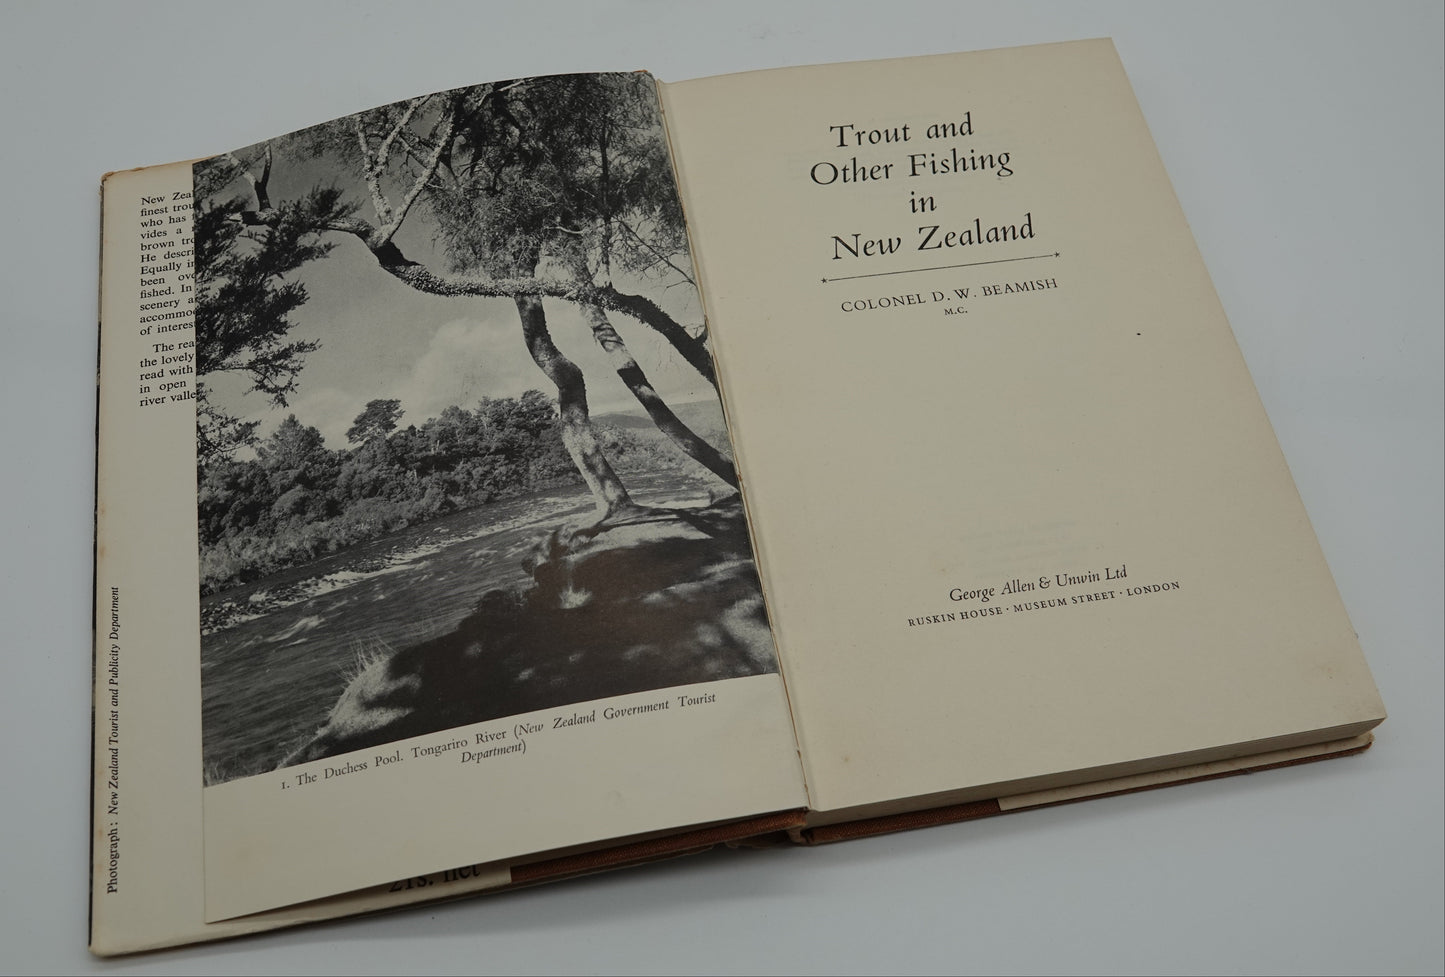 New Zeal
finest trou
who has
vides a
brown tro
He descri
Equally in
been ove
fished. In
scenery a
accommo
of interes
The rea
the lovely
read with
in open
river valle
Photograph: New Zealand Tourist and Publicity Department
1. The Duchess Pool. Tongariro River (New Zealand Government Tourist
Department)
21s. net
Trout and
Other Fishing
in
New Zealand
COLONEL D. W. BEAMISH
M.C.
George Allen & Unwin Ltd
RUSKIN HOUSE · MUSEUM STREET · LONDON